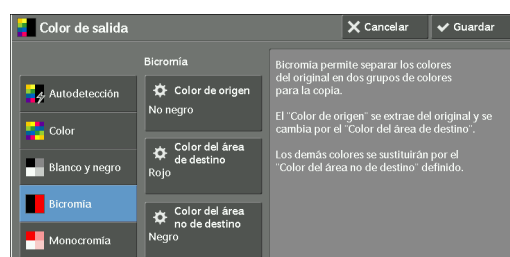 Color de salida
Cancelar
Guardar
Autodetección
Color
Blanco y negro
Bicromía
Monocromía
Bicromía
Color de origen
No negro
Color del área
de destino
Rojo
Color del área
no de destino
Negro
Bicromia permite separar los colores
del original en dos grupos de colores
para la copia.
El "Color de origen" se extrae del original y se
cambia por el "Color del área de destino".
Los demás colores se sustituirán por el
"Color del área no de destino" definido.